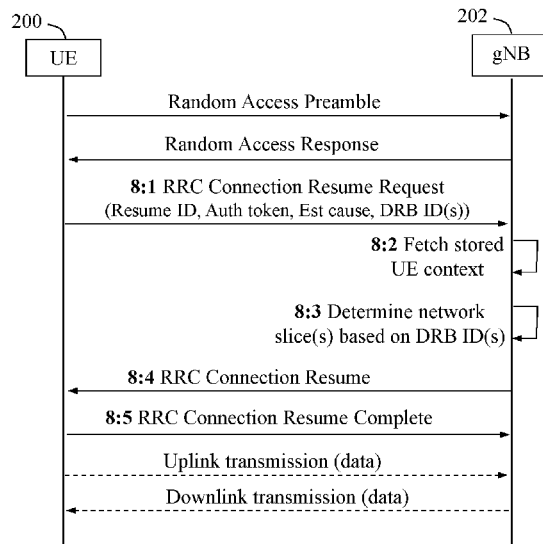 200
202
UE
gNB
Random Access Preamble
Random Access Response
8:1 RRC Connection Resume Request
(Resume ID, Auth token, Est cause, DRB ID(s))
8:2 Fetch stored
UE context
8:3 Determine network
slice(s) based on DRB ID(s)
8:4 RRC Connection Resume
8:5 RRC Connection Resume Complete
Uplink transmission (data)
Downlink transmission (data)